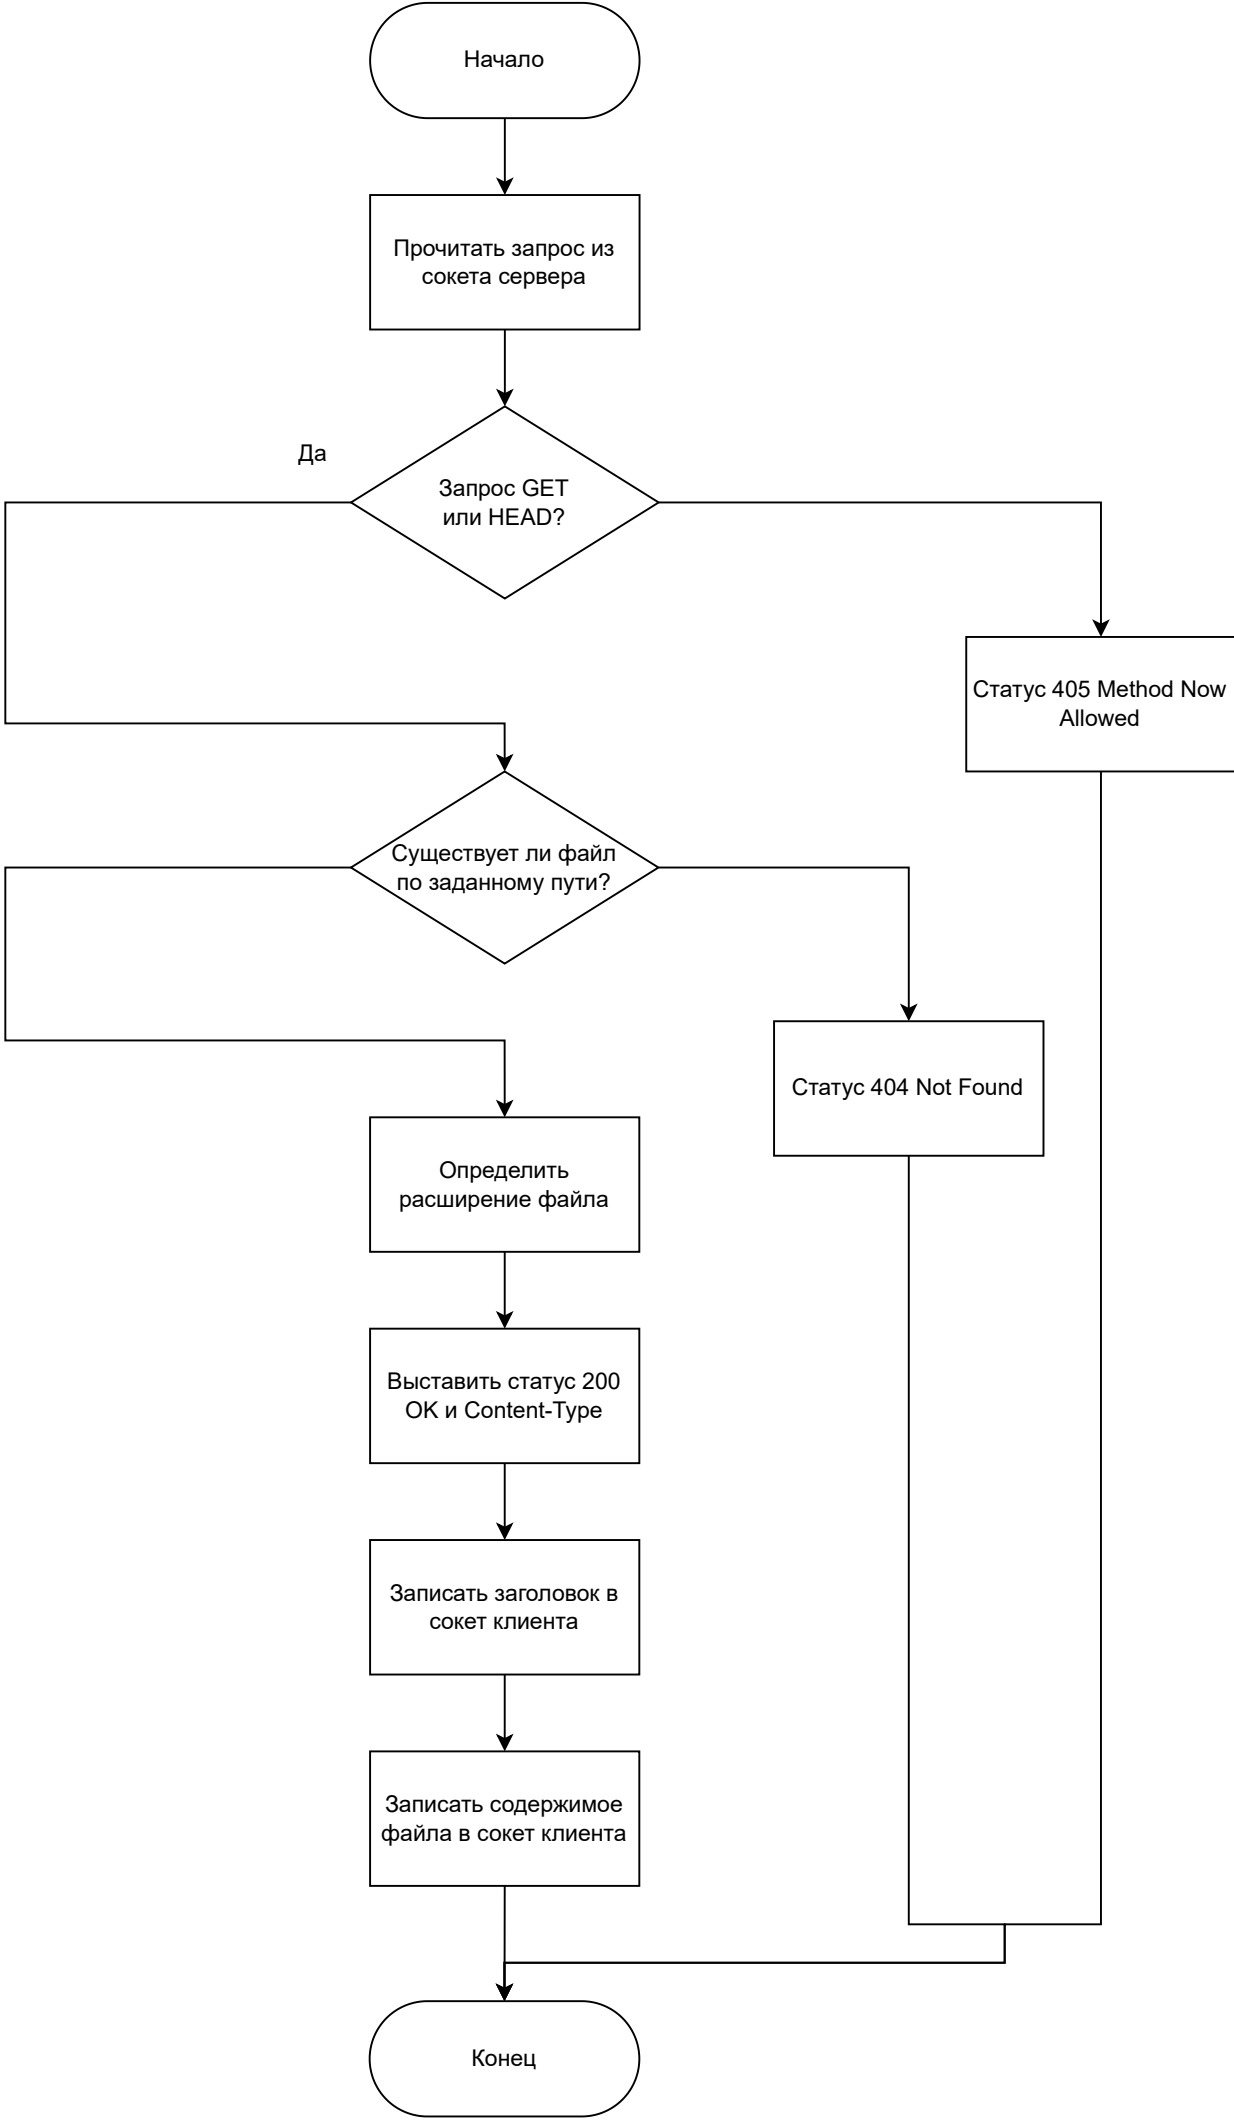 Начало
Прочитать запрос из
сокета сервера
Да
Запрос GET
или HEAD?
Статус 405 Method Now
Allowed
Существует ли файл
по заданному пути?
Статус 404 Not Found
Определить
расширение файла
Выставить статус 200
OK и Content-Type
Записать заголовок в
сокет клиента
Записать содержимое
файла в сокет клиента
Конец